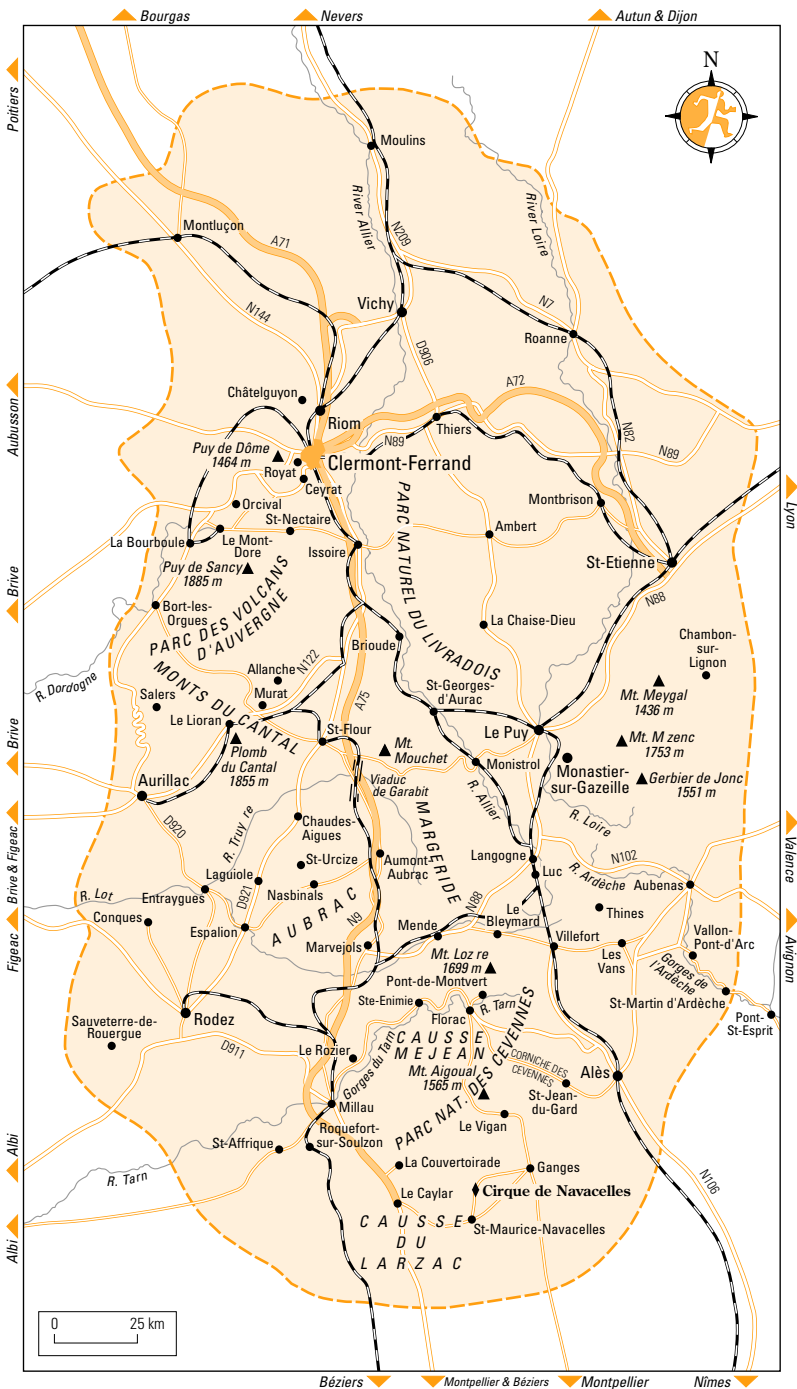 Bourgas
Nevers
Autun & Dijon
Poitiers
N
Moulins
River Allier
River Loire
Montluçon
A71
N209
Vichy
N7
N144
Roanne
D906
A72
Châtelguyon
Aubusson
Riom
Thiers
N82
Puy de Dôme
1464 m
N89
N89
Clermont-Ferrand
Royat
Ceyrat
Lyon
Orcival
Montbrison
St-Nectaire
PARC NATUREL DU LIVRADOIS
Ambert
La Bourboule
Le Mont-
Dore
Issoire
St-Etienne
Puy de Sancy
1885 m
Brive
Bort-les-
Orgues
PARC DES VOLCANS
D'AUVERGNE
N88
La Chaise-Dieu
Chambon-
sur-
Lignon
Brioude
R. Dordogne
MONTS DU CANTAL
Allanche
N122
Murat
Salers
St-Georges-
d'Aurac
Mt. Meygal
1436 m
A75
Le Lioran
St-Flour
Le Puy
Mt. M zenc
1753 m
Brive
Plomb
du Cantal
1855 m
Mt.
Mouchet
Monistrol
Monastier-
sur-Gazeille
Gerbier de Jonc
1551 m
Aurillac
Viaduc
de Garabit
R. Allier
R. Loire
D920
R. Truy re
Chaudes-
Aigues
MARGERIDE
Valence
Brive & Figeac
St-Urcize
Aumont-
Aubrac
Langogne
N102
Luc
R. Ardèche
Aubenas
Laguiole
R. Lot
Entraygues
D921
Nasbinals
N88
Thines
Conques
AUBRAC
Le
Bleymard
Espalion
N9
Mende
Villefort
Vallon-
Pont-d'Arc
Avignon
Figeac
Marvejols
Les
Vans
Mt. Loz re
1699 m
Gorges de
l'Ardèche
Pont-de-Montvert
Ste-Enimie
R. Tarn
St-Martin d'Ardèche
Rodez
Florac
Pont-
St-Esprit
Sauveterre-de-
Rouergue
CAUSSE
MEJEAN
D911
Le Rozier
Gorges du Tarn
CORNICHE DES
CEVENNES
Alès
Mt. Aigoual
1565 m
PARC NAT. DES CEVENNES
St-Jean-
du-Gard
Millau
Le Vigan
Roquefort-
sur-Soulzon
Albi
St-Affrique
La Couvertoirade
Ganges
R. Tarn
N106
Cirque de Navacelles
Le Caylar
Albi
CAUSSE
DU
LARZAC
St-Maurice-Navacelles
0 25 km
Béziers
Montpellier & Béziers
Montpellier
Nîmes